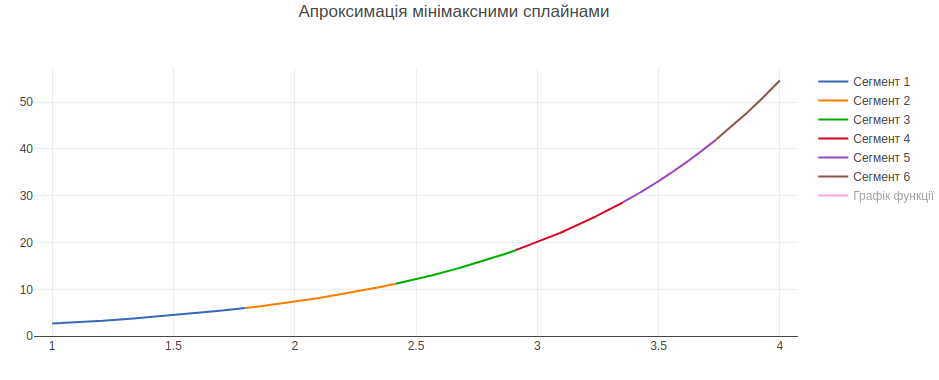 Апроксимація мінімаксними сплайнами
50
40
30
20
10
0
1
1.5
2
2.5
3
3.5
4
Сегмент 1
Сегмент 2
Сегмент 3
Сегмент 4
Сегмент 5
Сегмент 6
Графік функції